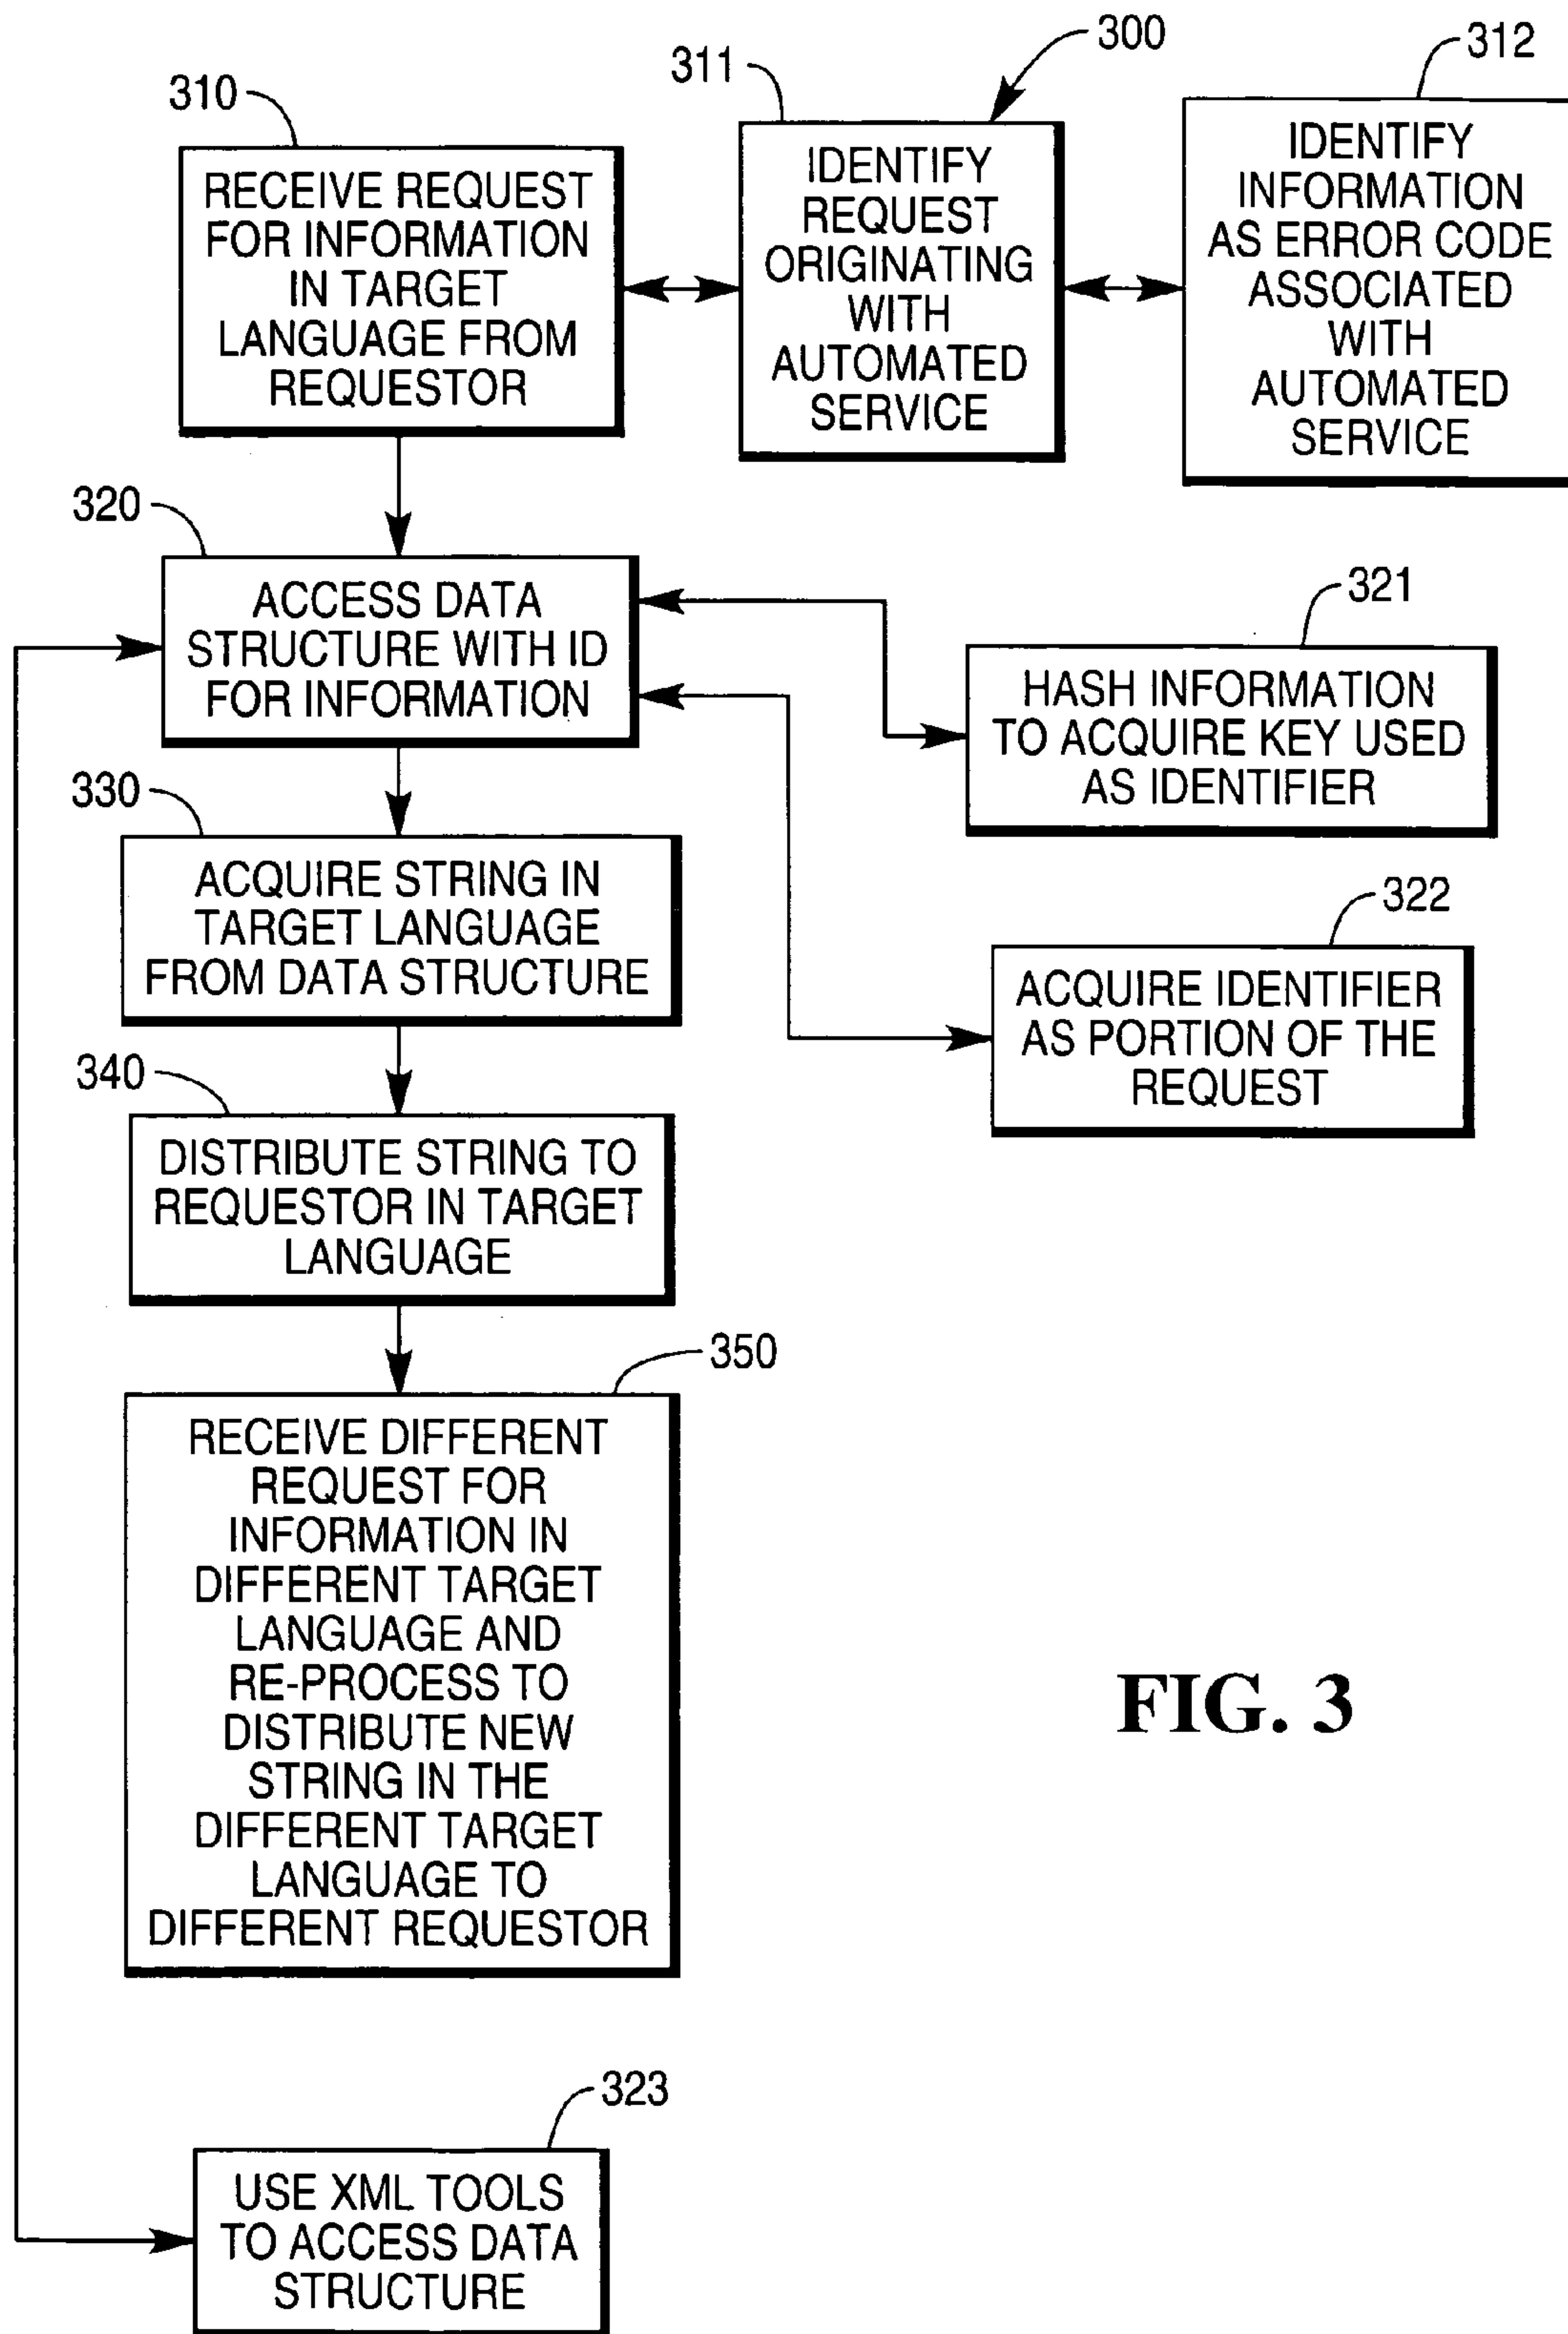 300
310
RECEIVE REQUEST
FOR INFORMATION
IN TARGET
LANGUAGE FROM
REQUESTOR
311
IDENTIFY
REQUEST
ORIGINATING
WITH
AUTOMATED
SERVICE
312
IDENTIFY
INFORMATION
AS ERROR CODE
ASSOCIATED
WITH
AUTOMATED
SERVICE
320
ACCESS DATA
STRUCTURE WITH ID
FOR INFORMATION
321
HASH INFORMATION
TO ACQUIRE KEY USED
AS IDENTIFIER
322
ACQUIRE IDENTIFIER
AS PORTION OF THE
REQUEST
330
ACQUIRE STRING IN
TARGET LANGUAGE
FROM DATA STRUCTURE
340
DISTRIBUTE STRING TO
REQUESTOR IN TARGET
LANGUAGE
350
RECEIVE DIFFERENT
REQUEST FOR
INFORMATION IN
DIFFERENT TARGET
LANGUAGE AND
RE-PROCESS TO
DISTRIBUTE NEW
STRING IN THE
DIFFERENT TARGET
LANGUAGE TO
DIFFERENT REQUESTOR
323
USE XML TOOLS
TO ACCESS DATA
STRUCTURE
FIG. 3